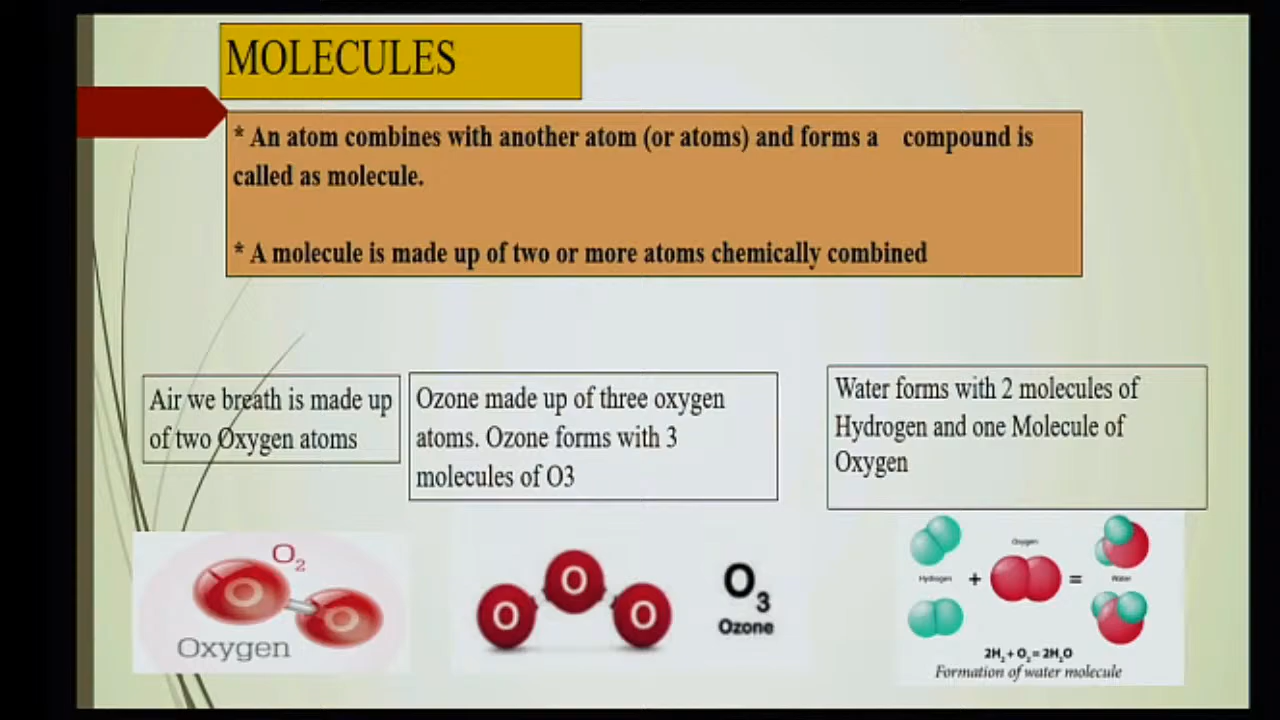 MOLECULES
* An atom combines with another atom (or atoms) and forms a compound is
called as molecule.
* A molecule is made up of two or more atoms chemically combined
Air we breath is made up
of two Oxygen atoms
Ozone made up of three oxygen
atoms. Ozone forms with 3
molecules of O3
Water forms with 2 molecules of
Hydrogen and one Molecule of
Oxygen
O2
O
O
Oxygen
O
O
O
O3
Ozone
Oxygen
Hydrogen
+
=
Water
2H2 + O2 = 2H2O
Formation of water molecule